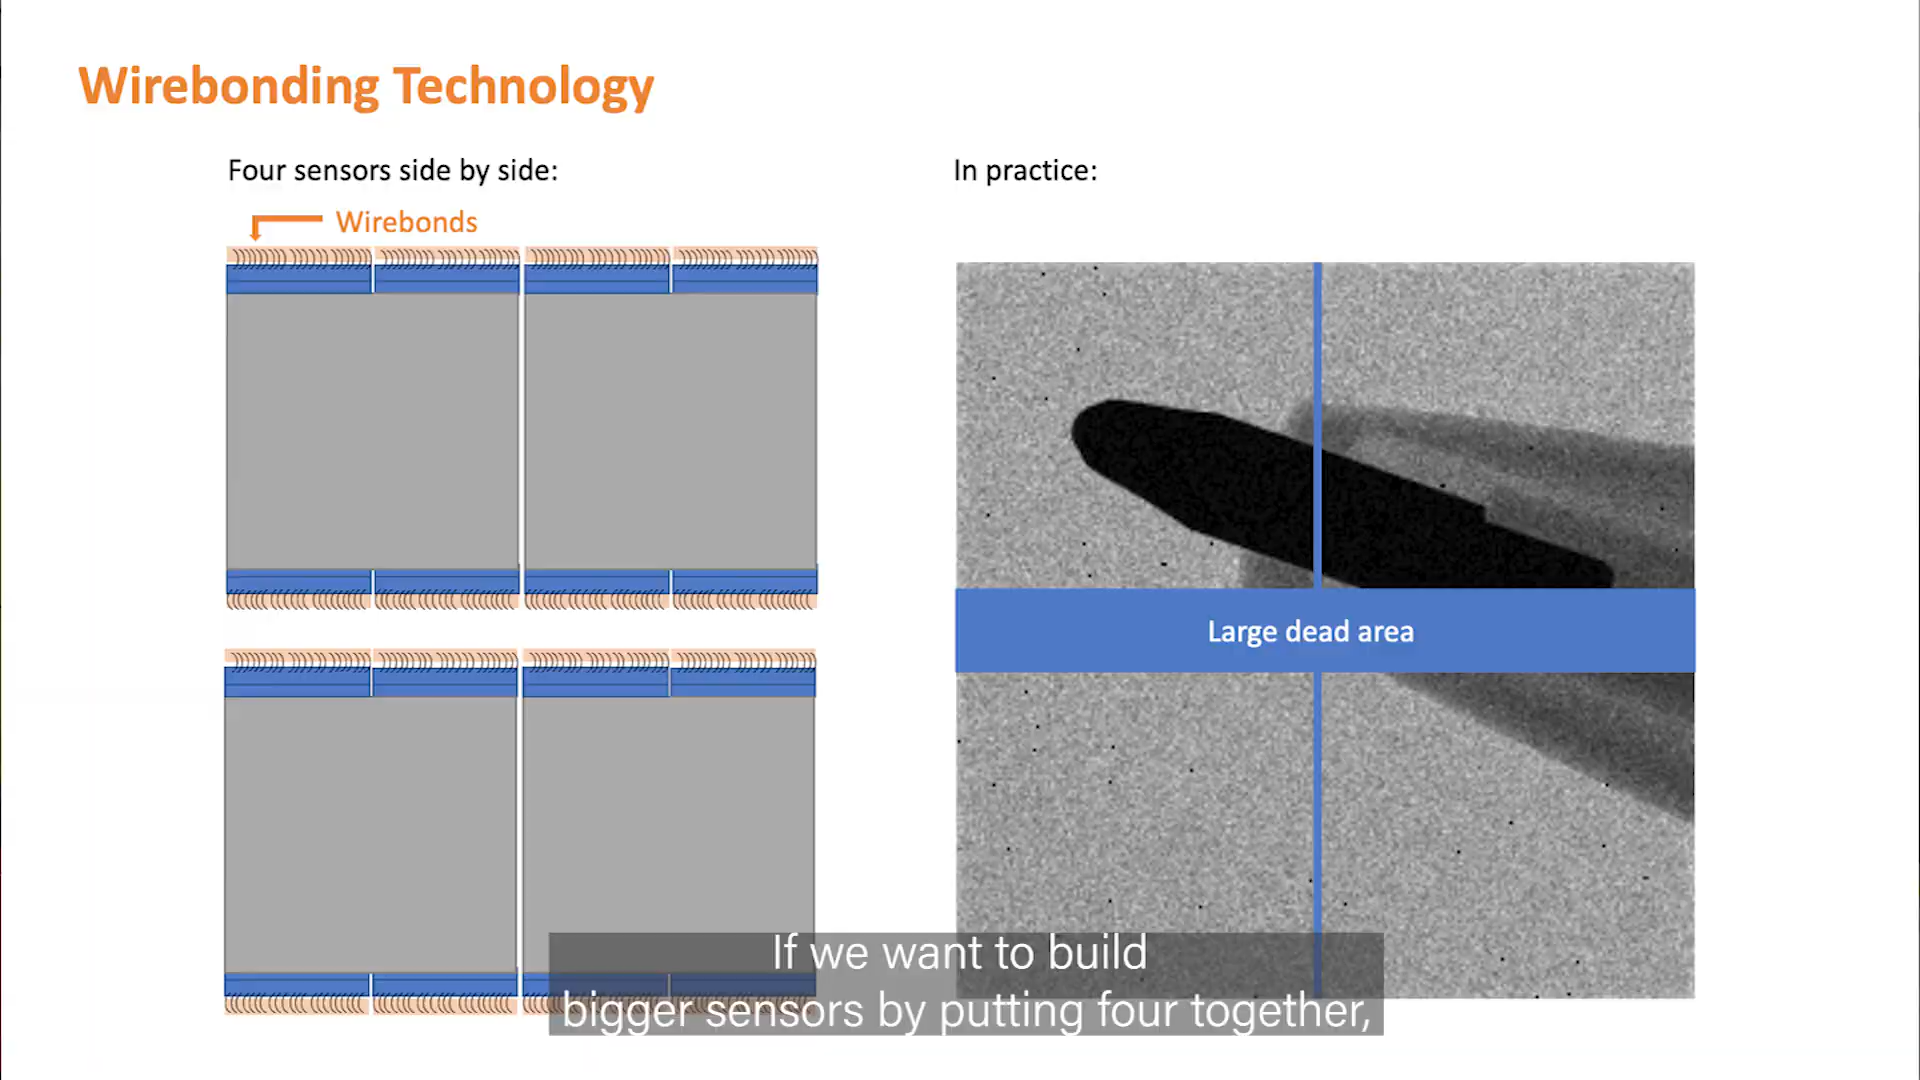 Wirebonding Technology
Four sensors side by side:
In practice:
Wirebonds
Large dead area
If we want to build
bigger sensors by putting four together,